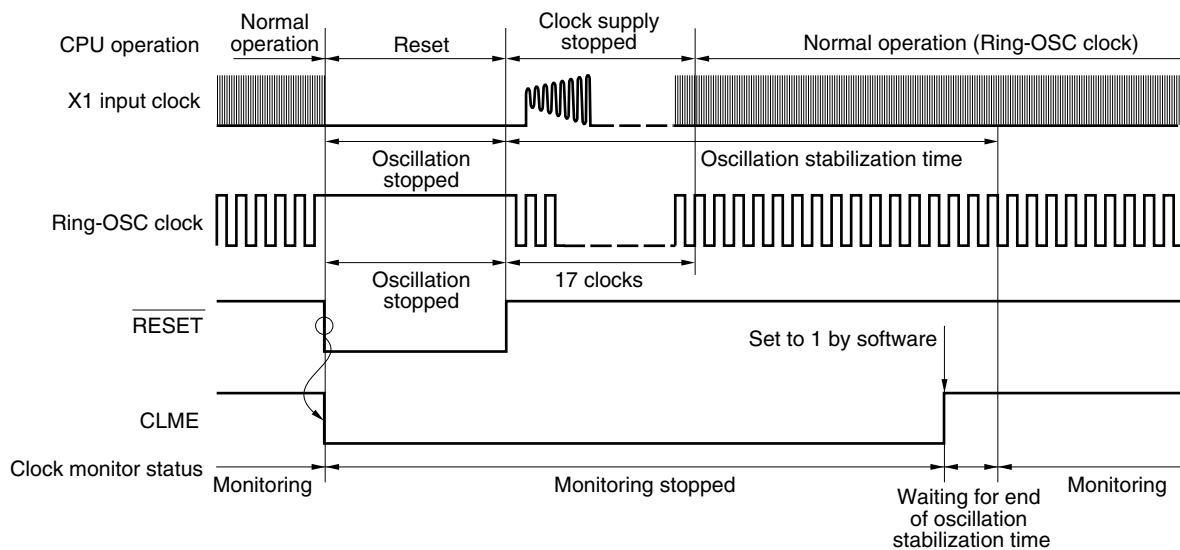 CPU operation
Normal
operation
Reset
Clock supply
stopped
Normal operation (Ring-OSC clock)
X1 input clock
Oscillation
stopped
Oscillation stabilization time
Ring-OSC clock
Oscillation
stopped
17 clocks
RESET
Set to 1 by software
CLME
Clock monitor status
Monitoring
Monitoring stopped
Waiting for end
of oscillation
stabilization time
Monitoring